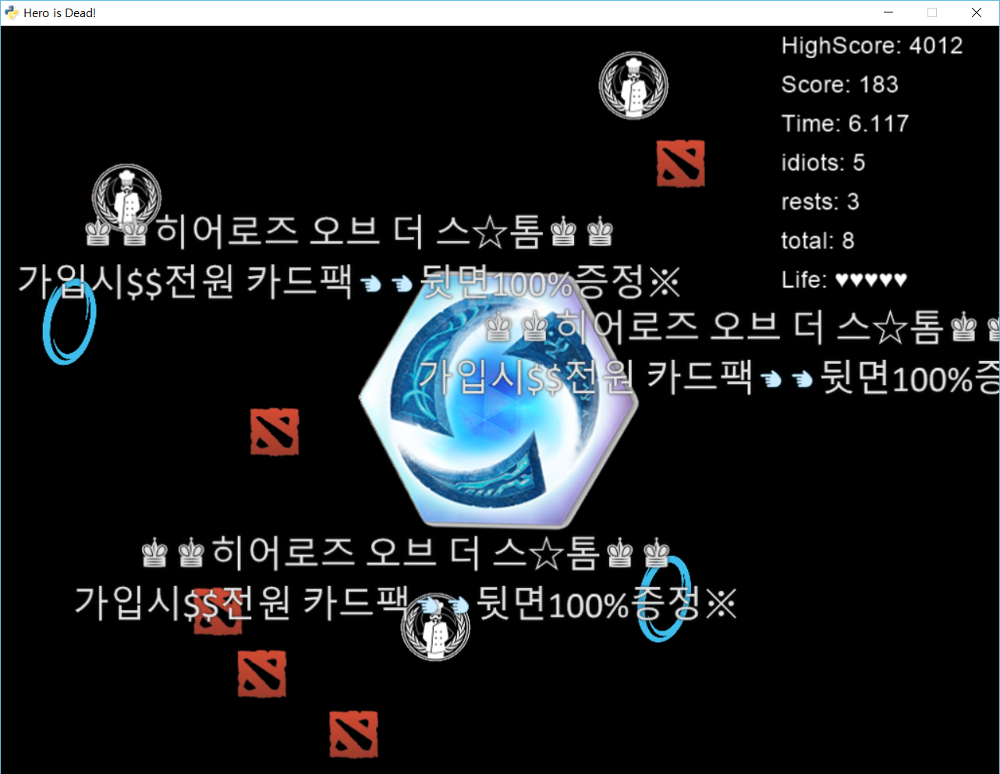 Hero is Dead!
HighScore: 4012
Score: 183
Time: 6.117
idiots: 5
rests: 3
total: 8
Life: ♥♥♥♥♥
♚♚히어로즈 오브 더 스☆톰♚♚
가입시$$전원 카드팩☜☜뒷면100%증정※
♚♚히어로즈 오브 더 스☆톰♚♚
가입시$$전원 카드팩☜☜뒷면100%증
♚♚히어로즈 오브 더 스☆톰♚♚
가입시$$전원 카드팩☜☜뒷면100%증정※